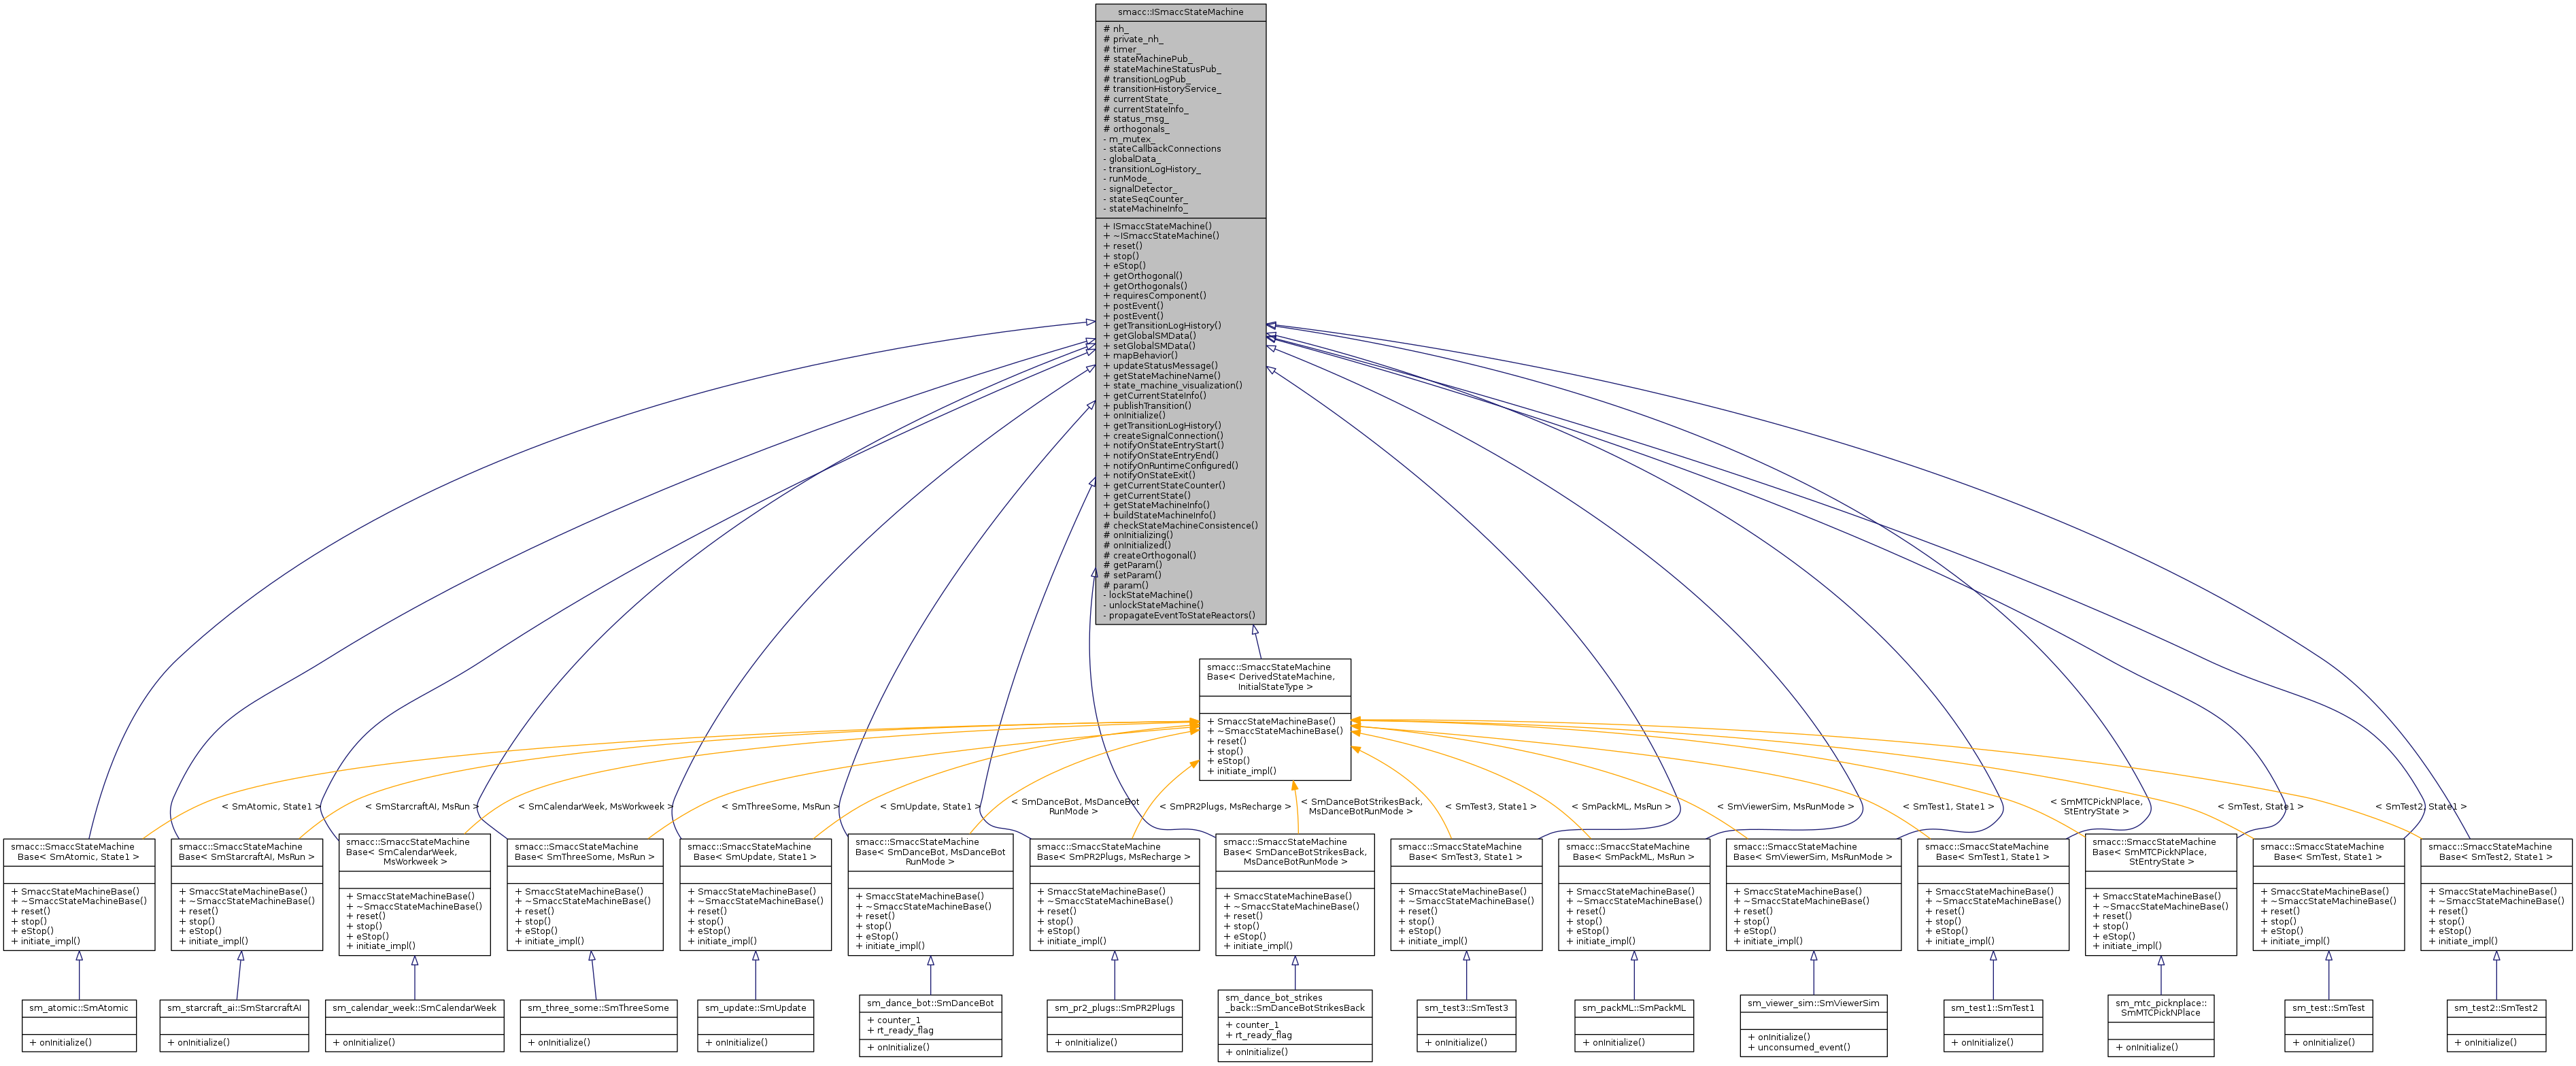 smacc::ISmaccStateMachine
# nh_
# private_nh_
# timer_
# stateMachinePub_
# stateMachineStatusPub_
# transitionLogPub_
# transitionHistoryService_
# currentState_
# currentStateInfo_
# status_msg_
# orthogonals_
- m_mutex_
- stateCallbackConnections
- globalData_
- transitionLogHistory_
- runMode_
- signalDetector_
- stateSeqCounter_
- stateMachineInfo_
+ ISmaccStateMachine()
+ ~ISmaccStateMachine()
+ reset()
+ stop()
+ eStop()
+ getOrthogonal()
+ getOrthogonals()
+ requiresComponent()
+ postEvent()
+ postEvent()
+ getTransitionLogHistory()
+ getGlobalSMData()
+ setGlobalSMData()
+ mapBehavior()
+ updateStatusMessage()
+ getStateMachineName()
+ state_machine_visualization()
+ getCurrentStateInfo()
+ publishTransition()
+ onInitialize()
+ getTransitionLogHistory()
+ createSignalConnection()
+ notifyOnStateEntryStart()
+ notifyOnStateEntryEnd()
+ notifyOnRuntimeConfigured()
+ notifyOnStateExit()
+ getCurrentStateCounter()
+ getCurrentState()
+ getStateMachineInfo()
+ buildStateMachineInfo()
# checkStateMachineConsistence()
# onInitializing()
# onInitialized()
# createOrthogonal()
# getParam()
# setParam()
# param()
- lockStateMachine()
- unlockStateMachine()
- propagateEventToStateReactors()
smacc::SmaccStateMachine
Base< DerivedStateMachine,
InitialStateType >
+ SmaccStateMachineBase()
+ ~SmaccStateMachineBase()
+ reset()
+ stop()
+ eStop()
+ initiate_impl()
< SmAtomic, State1 >
< SmStarcraftAI, MsRun >
< SmCalendarWeek, MsWorkweek >
< SmThreeSome, MsRun >
< SmUpdate, State1 >
< SmDanceBot, MsDanceBot
RunMode >
< SmPR2Plugs, MsRecharge >
< SmDanceBotStrikesBack,
MsDanceBotRunMode >
< SmTest3, State1 >
< SmPackML, MsRun >
< SmViewerSim, MsRunMode >
< SmTest1, State1 >
< SmMTCPickNPlace,
StEntryState >
< SmTest, State1 >
< SmTest2, State1 >
smacc::SmaccStateMachine
Base< SmAtomic, State1 >
+ SmaccStateMachineBase()
+ ~SmaccStateMachineBase()
+ reset()
+ stop()
+ eStop()
+ initiate_impl()
smacc::SmaccStateMachine
Base< SmStarcraftAI, MsRun >
+ SmaccStateMachineBase()
+ ~SmaccStateMachineBase()
+ reset()
+ stop()
+ eStop()
+ initiate_impl()
smacc::SmaccStateMachine
Base< SmCalendarWeek,
MsWorkweek >
+ SmaccStateMachineBase()
+ ~SmaccStateMachineBase()
+ reset()
+ stop()
+ eStop()
+ initiate_impl()
smacc::SmaccStateMachine
Base< SmThreeSome, MsRun >
+ SmaccStateMachineBase()
+ ~SmaccStateMachineBase()
+ reset()
+ stop()
+ eStop()
+ initiate_impl()
smacc::SmaccStateMachine
Base< SmUpdate, State1 >
+ SmaccStateMachineBase()
+ ~SmaccStateMachineBase()
+ reset()
+ stop()
+ eStop()
+ initiate_impl()
smacc::SmaccStateMachine
Base< SmDanceBot, MsDanceBot
RunMode >
+ SmaccStateMachineBase()
+ ~SmaccStateMachineBase()
+ reset()
+ stop()
+ eStop()
+ initiate_impl()
smacc::SmaccStateMachine
Base< SmPR2Plugs, MsRecharge >
+ SmaccStateMachineBase()
+ ~SmaccStateMachineBase()
+ reset()
+ stop()
+ eStop()
+ initiate_impl()
smacc::SmaccStateMachine
Base< SmDanceBotStrikesBack,
MsDanceBotRunMode >
+ SmaccStateMachineBase()
+ ~SmaccStateMachineBase()
+ reset()
+ stop()
+ eStop()
+ initiate_impl()
smacc::SmaccStateMachine
Base< SmTest3, State1 >
+ SmaccStateMachineBase()
+ ~SmaccStateMachineBase()
+ reset()
+ stop()
+ eStop()
+ initiate_impl()
smacc::SmaccStateMachine
Base< SmPackML, MsRun >
+ SmaccStateMachineBase()
+ ~SmaccStateMachineBase()
+ reset()
+ stop()
+ eStop()
+ initiate_impl()
smacc::SmaccStateMachine
Base< SmViewerSim, MsRunMode >
+ SmaccStateMachineBase()
+ ~SmaccStateMachineBase()
+ reset()
+ stop()
+ eStop()
+ initiate_impl()
smacc::SmaccStateMachine
Base< SmTest1, State1 >
+ SmaccStateMachineBase()
+ ~SmaccStateMachineBase()
+ reset()
+ stop()
+ eStop()
+ initiate_impl()
smacc::SmaccStateMachine
Base< SmMTCPickNPlace,
StEntryState >
+ SmaccStateMachineBase()
+ ~SmaccStateMachineBase()
+ reset()
+ stop()
+ eStop()
+ initiate_impl()
smacc::SmaccStateMachine
Base< SmTest, State1 >
+ SmaccStateMachineBase()
+ ~SmaccStateMachineBase()
+ reset()
+ stop()
+ eStop()
+ initiate_impl()
smacc::SmaccStateMachine
Base< SmTest2, State1 >
+ SmaccStateMachineBase()
+ ~SmaccStateMachineBase()
+ reset()
+ stop()
+ eStop()
+ initiate_impl()
sm_atomic::SmAtomic
+ onInitialize()
sm_starcraft_ai::SmStarcraftAI
+ onInitialize()
sm_calendar_week::SmCalendarWeek
+ onInitialize()
sm_three_some::SmThreeSome
+ onInitialize()
sm_update::SmUpdate
+ onInitialize()
sm_dance_bot::SmDanceBot
+ counter_1
+ rt_ready_flag
+ onInitialize()
sm_pr2_plugs::SmPR2Plugs
+ onInitialize()
sm_dance_bot_strikes
_back::SmDanceBotStrikesBack
+ counter_1
+ rt_ready_flag
+ onInitialize()
sm_test3::SmTest3
+ onInitialize()
sm_packML::SmPackML
+ onInitialize()
sm_viewer_sim::SmViewerSim
+ onInitialize()
+ unconsumed_event()
sm_test1::SmTest1
+ onInitialize()
sm_mtc_picknplace::
SmMTCPickNPlace
+ onInitialize()
sm_test::SmTest
+ onInitialize()
sm_test2::SmTest2
+ onInitialize()